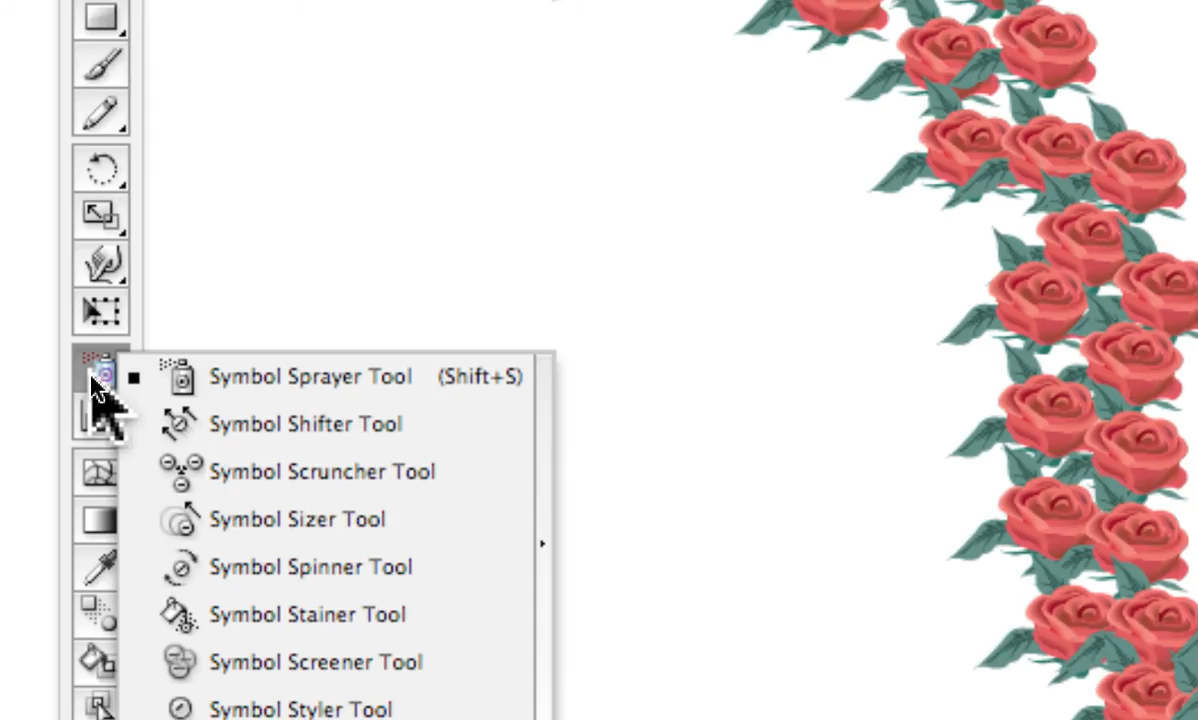 Symbol Sprayer Tool (Shift+S)
Symbol Shifter Tool
Symbol Scruncher Tool
Symbol Sizer Tool
Symbol Spinner Tool
Symbol Stainer Tool
Symbol Screener Tool
Symbol Styler Tool